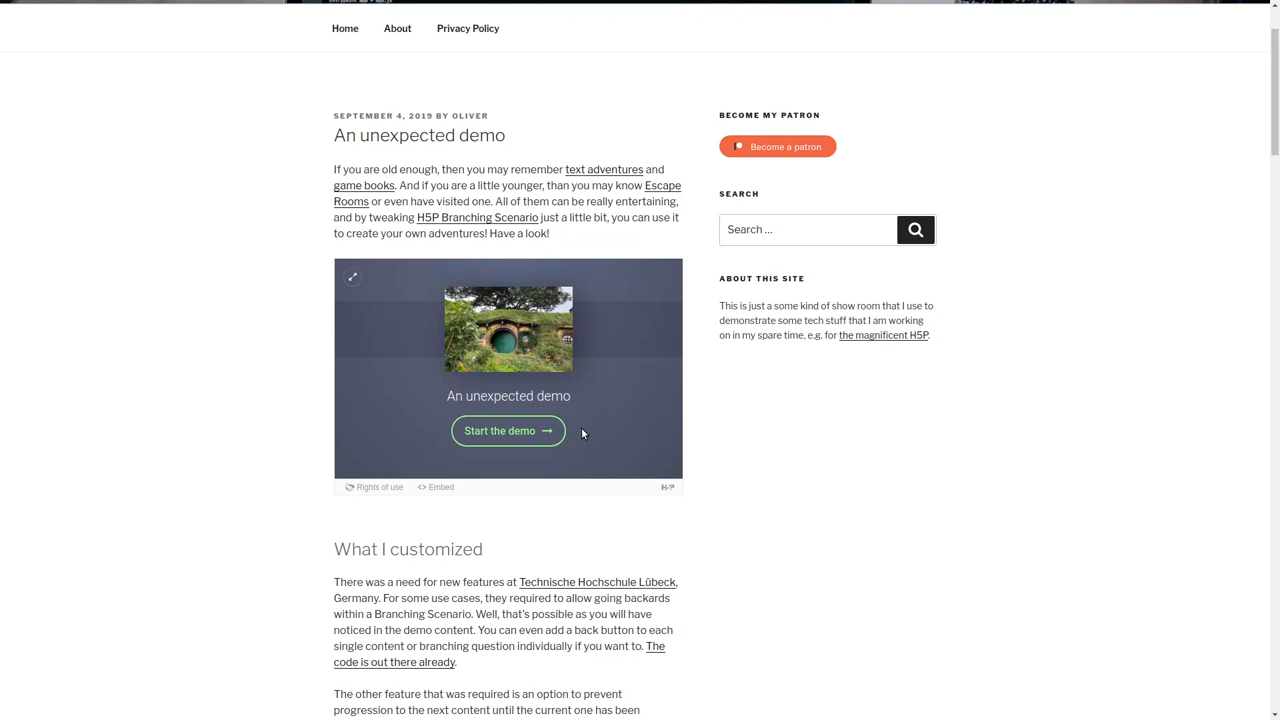 Home About Privacy Policy
SEPTEMBER 4, 2019 BY OLIVER
An unexpected demo
If you are old enough, then you may remember text adventures and
game books. And if you are a little younger, than you may know Escape
Rooms or even have visited one. All of them can be really entertaining,
and by tweaking H5P Branching Scenario just a little bit, you can use it
to create your own adventures! Have a look!
An unexpected demo
Start the demo
Rights of use <> Embed H5P
What I customized
There was a need for new features at Technische Hochschule Lübeck,
Germany. For some use cases, they required to allow going backards
within a Branching Scenario. Well, that's possible as you will have
noticed in the demo content. You can even add a back button to each
single content or branching question individually if you want to. The
code is out there already.
The other feature that was required is an option to prevent
progression to the next content until the current one has been
BECOME MY PATRON
Become a patron
SEARCH
Search …
ABOUT THIS SITE
This is just a some kind of show room that I use to
demonstrate some tech stuff that I am working
on in my spare time, e.g. for the magnificent H5P.